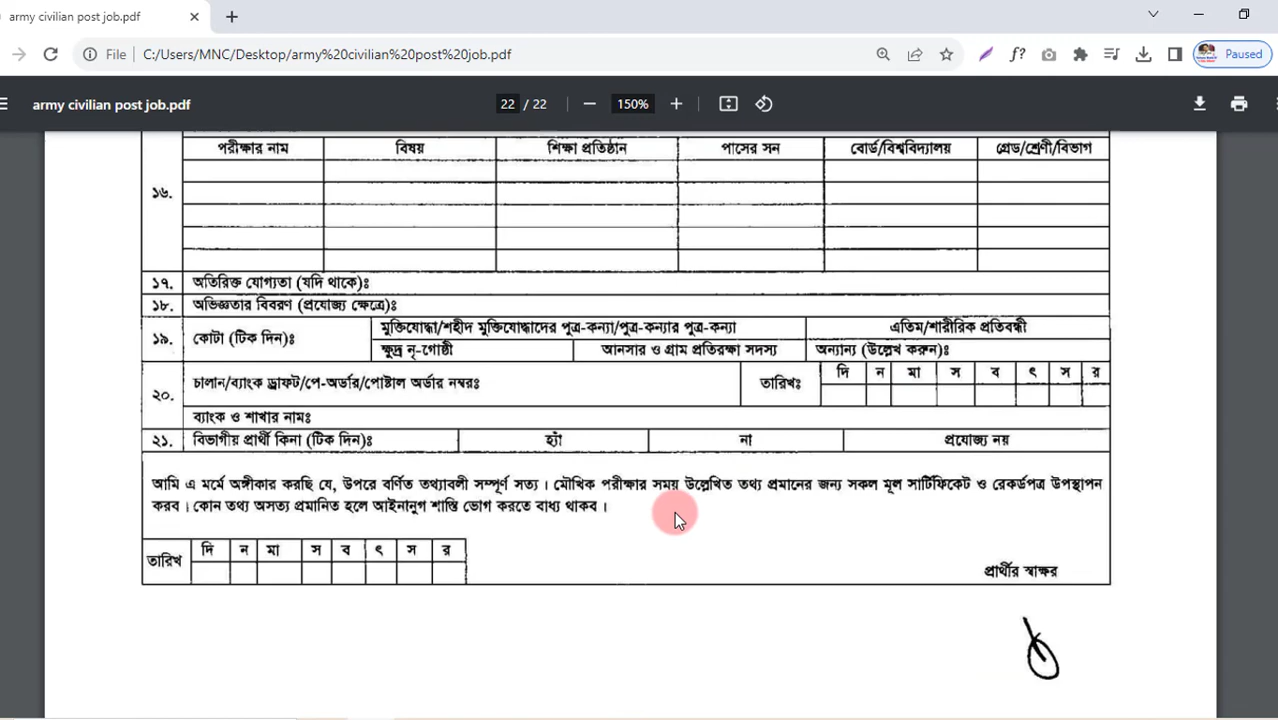 army civilian post job.pdf
File C:/Users/MNC/Desktop/army%20civilian%20post%20job.pdf
Paused
army civilian post job.pdf
22 / 22
150%
১৬.
পরীক্ষার নাম বিষয় শিক্ষা প্রতিষ্ঠান পাসের সন বোর্ড/বিশ্ববিদ্যালয় গ্রেড/শ্রেণী/বিভাগ
১৭. অতিরিক্ত যোগ্যতা (যদি থাকে)ঃ
১৮. অভিজ্ঞতার বিবরণ (প্রযোজ্য ক্ষেত্রে)ঃ
১৯. কোটা (টিক দিন)ঃ
মুক্তিযোদ্ধা/শহীদ মুক্তিযোদ্ধাদের পুত্র-কন্যা/পুত্র-কন্যার পুত্র-কন্যা এতিম/শারীরিক প্রতিবন্ধী
ক্ষুদ্র নৃ-গোষ্ঠী আনসার ও গ্রাম প্রতিরক্ষা সদস্য অন্যান্য (উল্লেখ করুন)ঃ
২০. চালান/ব্যাংক ড্রাফট/পে-অর্ডার/পোষ্টাল অর্ডার নম্বরঃ তারিখঃ দি ন মা স ব ৎ স র
ব্যাংক ও শাখার নামঃ
২১. বিভাগীয় প্রার্থী কিনা (টিক দিন)ঃ হ্যাঁ না প্রযোজ্য নয়
আমি এ মর্মে অঙ্গীকার করছি যে, উপরে বর্ণিত তথ্যাবলী সম্পূর্ণ সত্য। মৌখিক পরীক্ষার সময় উল্লেখিত তথ্য প্রমানের জন্য সকল মূল সার্টিফিকেট ও রেকর্ডপত্র উপস্থাপন
করব। কোন তথ্য অসত্য প্রমানিত হলে আইনানুগ শাস্তি ভোগ করতে বাধ্য থাকব।
তারিখ দি ন মা স ব ৎ স র
প্রার্থীর স্বাক্ষর